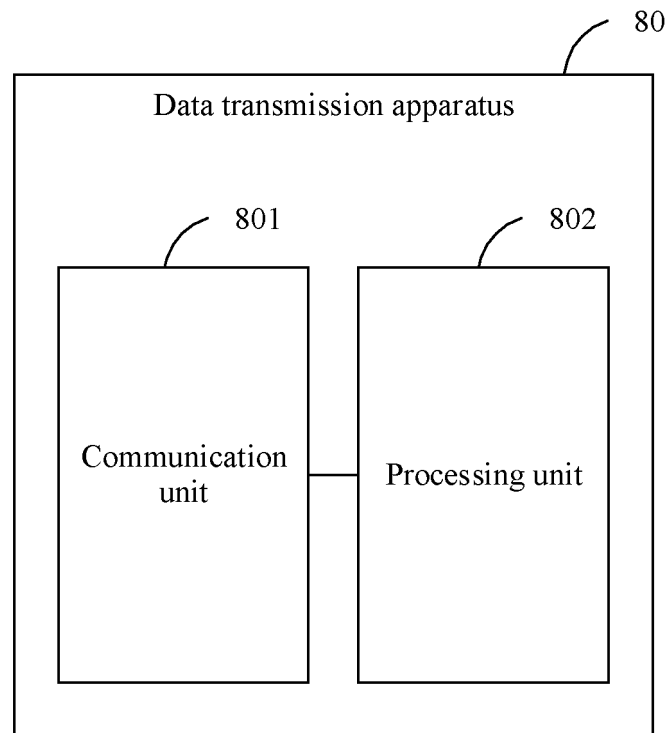 80
Data transmission apparatus
801
802
Communication
unit
Processing unit